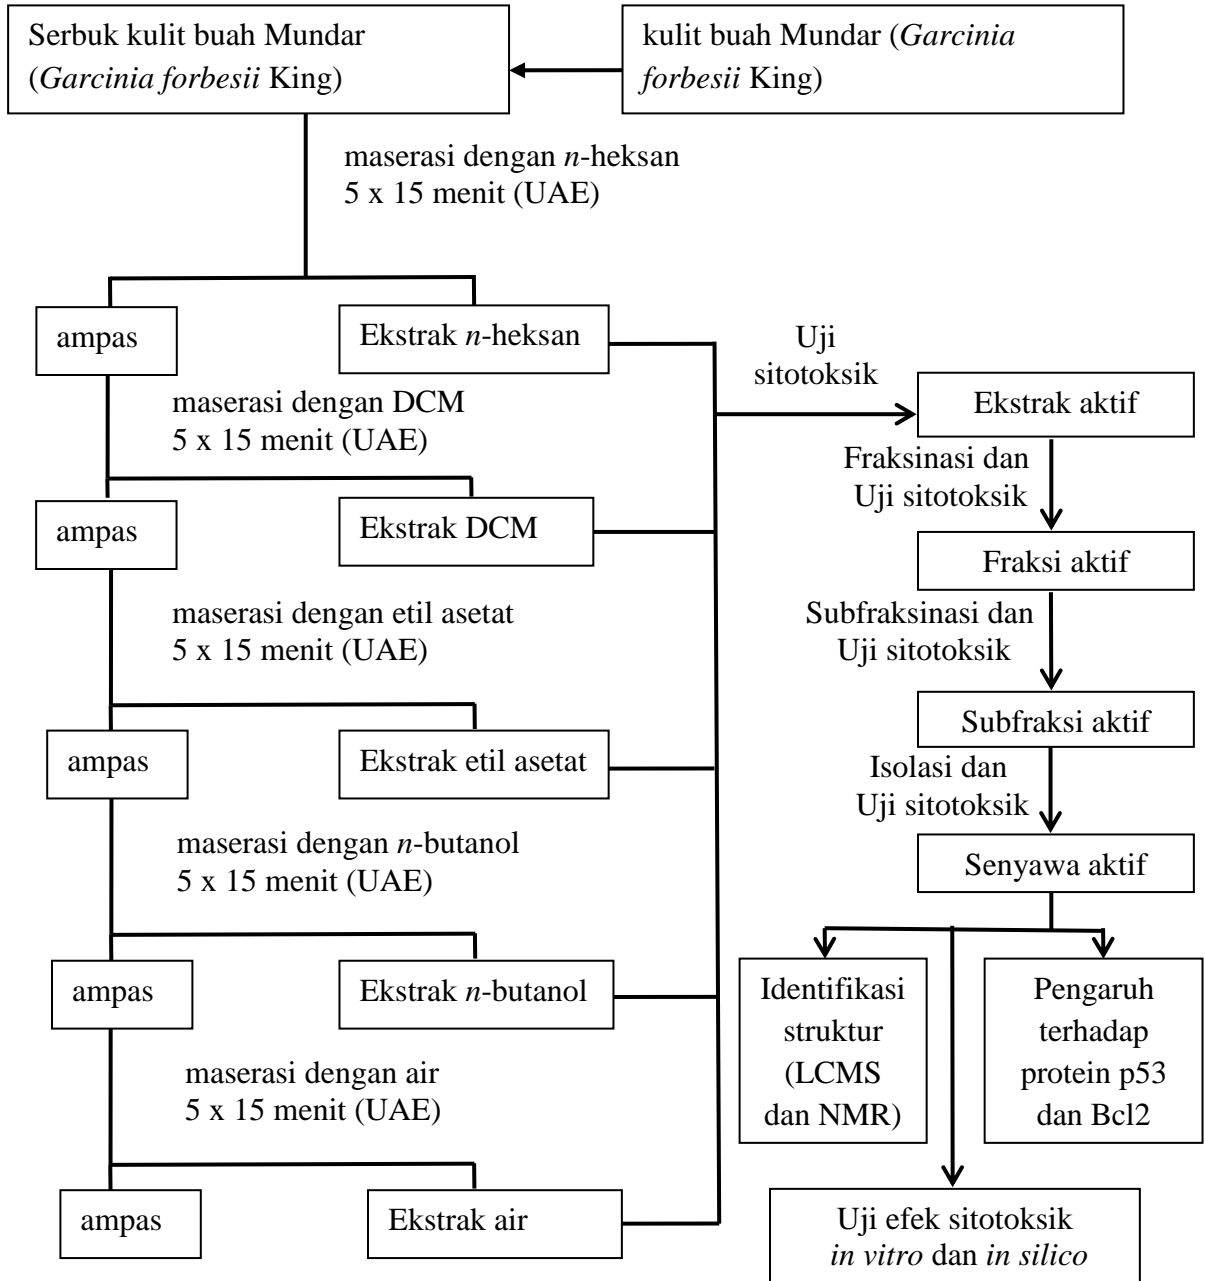 Serbuk kulit buah Mundar
(Garcinia forbesii King)
kulit buah Mundar (Garcinia
forbesii King)
maserasi dengan n-heksan
5 x 15 menit (UAE)
ampas
Ekstrak n-heksan
maserasi dengan DCM
5 x 15 menit (UAE)
ampas
Ekstrak DCM
maserasi dengan etil asetat
5 x 15 menit (UAE)
ampas
Ekstrak etil asetat
maserasi dengan n-butanol
5 x 15 menit (UAE)
ampas
Ekstrak n-butanol
maserasi dengan air
5 x 15 menit (UAE)
ampas
Ekstrak air
Uji
sitotoksik
Ekstrak aktif
Fraksinasi dan
Uji sitotoksik
Fraksi aktif
Subfraksinasi dan
Uji sitotoksik
Subfraksi aktif
Isolasi dan
Uji sitotoksik
Senyawa aktif
Identifikasi
struktur
(LCMS
dan NMR)
Pengaruh
terhadap
protein p53
dan Bcl2
Uji efek sitotoksik
in vitro dan in silico